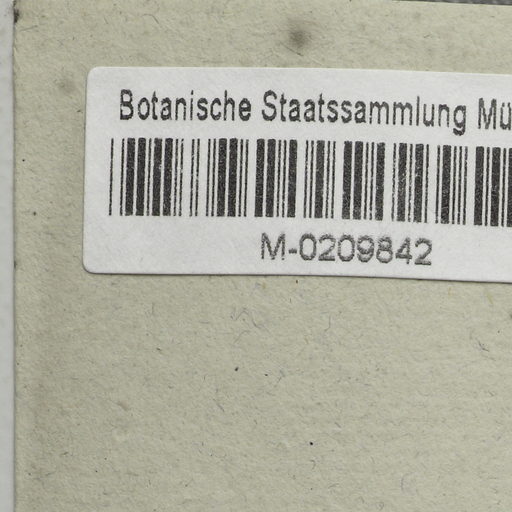 Botanische Staatssammlung Mü
M-0209842